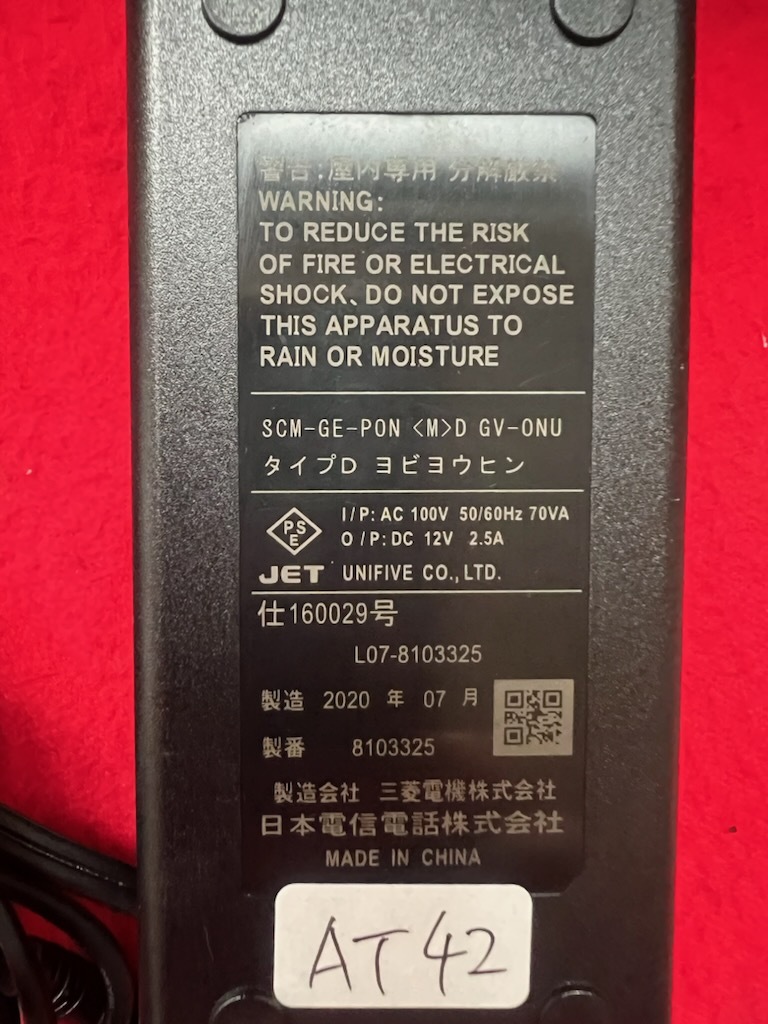 警告:屋内専用 分解厳禁
WARNING:
TO REDUCE THE RISK
OF FIRE OR ELECTRICAL
SHOCK、DO NOT EXPOSE
THIS APPARATUS TO
RAIN OR MOISTURE
SCM-GE-PON <M>D GV-ONU
タイプD ヨビヨウヒン
PSE
I/P: AC 100V 50/60Hz 70VA
O/P: DC 12V 2.5A
JET UNIFIVE CO.,LTD.
仕160029号
L07-8103325
製造 2020 年 07 月
製番 8103325
製造会社 三菱電機株式会社
日本電信電話株式会社
MADE IN CHINA
AT42